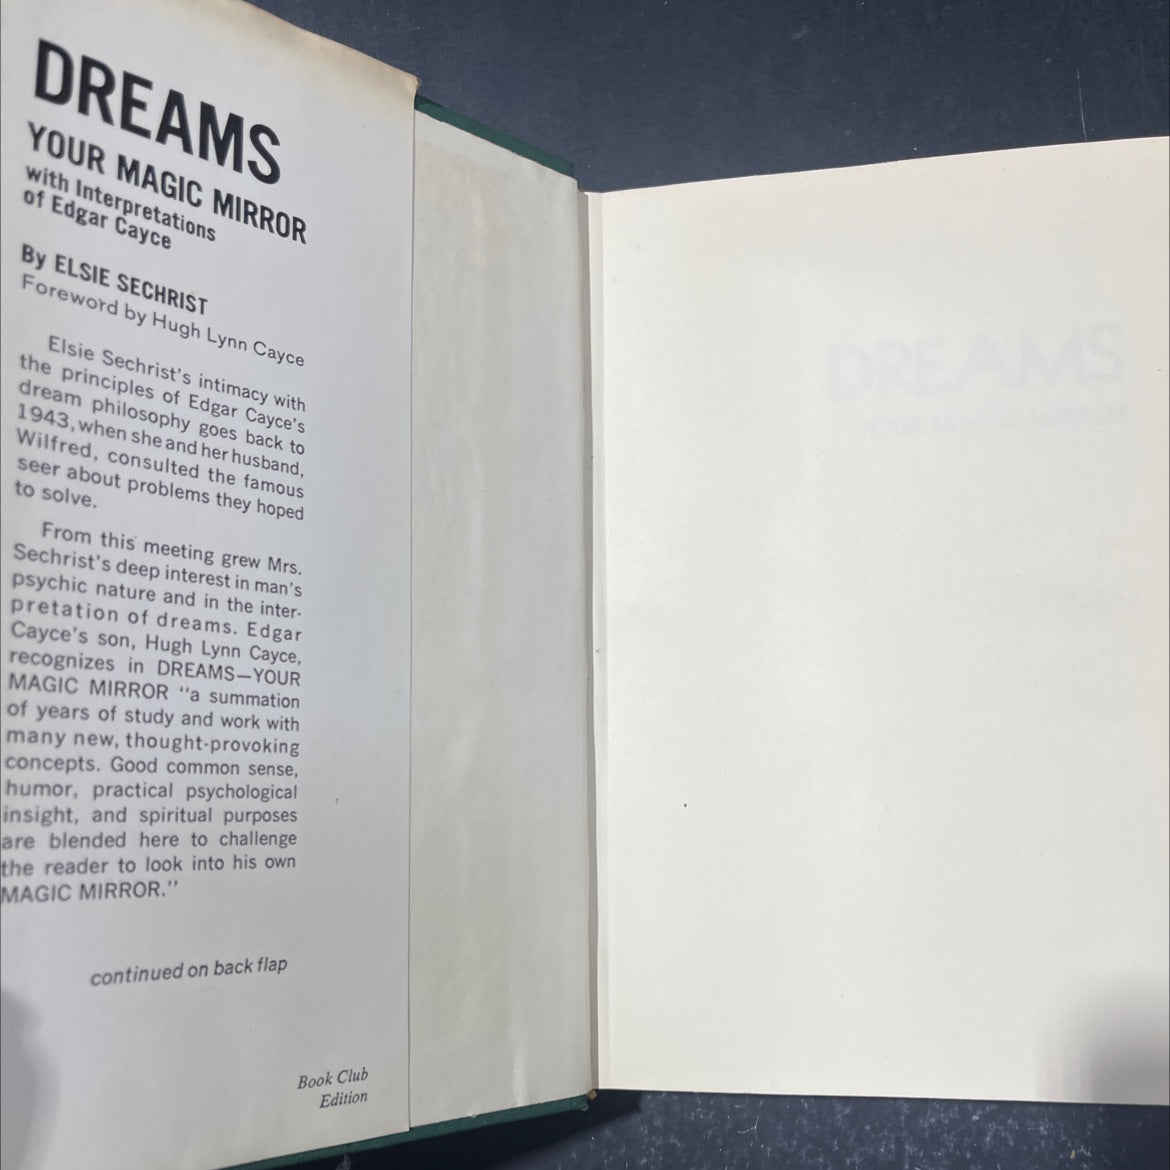 DREAMS
YOUR MAGIC MIRROR
with Interpretations
of Edgar Cayce
By ELSIE SECHRIST
Foreword by Hugh Lynn Cayce
Elsie Sechrist's intimacy with
the principles of Edgar Cayce's
dream philosophy goes back to
1943, when she and her husband,
Wilfred, consulted the famous
seer about problems they hoped
to solve.
From this meeting grew Mrs.
Sechrist's deep interest in man's
psychic nature and in the inter-
pretation of dreams. Edgar
Cayce's son, Hugh Lynn Cayce,
recognizes in DREAMS—YOUR
MAGIC MIRROR "a summation
of years of study and work with
many new, thought-provoking
concepts. Good common sense,
humor, practical psychological
insight, and spiritual purposes
are blended here to challenge
the reader to look into his own
MAGIC MIRROR."
continued on back flap
Book Club
Edition
DREAMS
YOUR MAGIC MIRROR